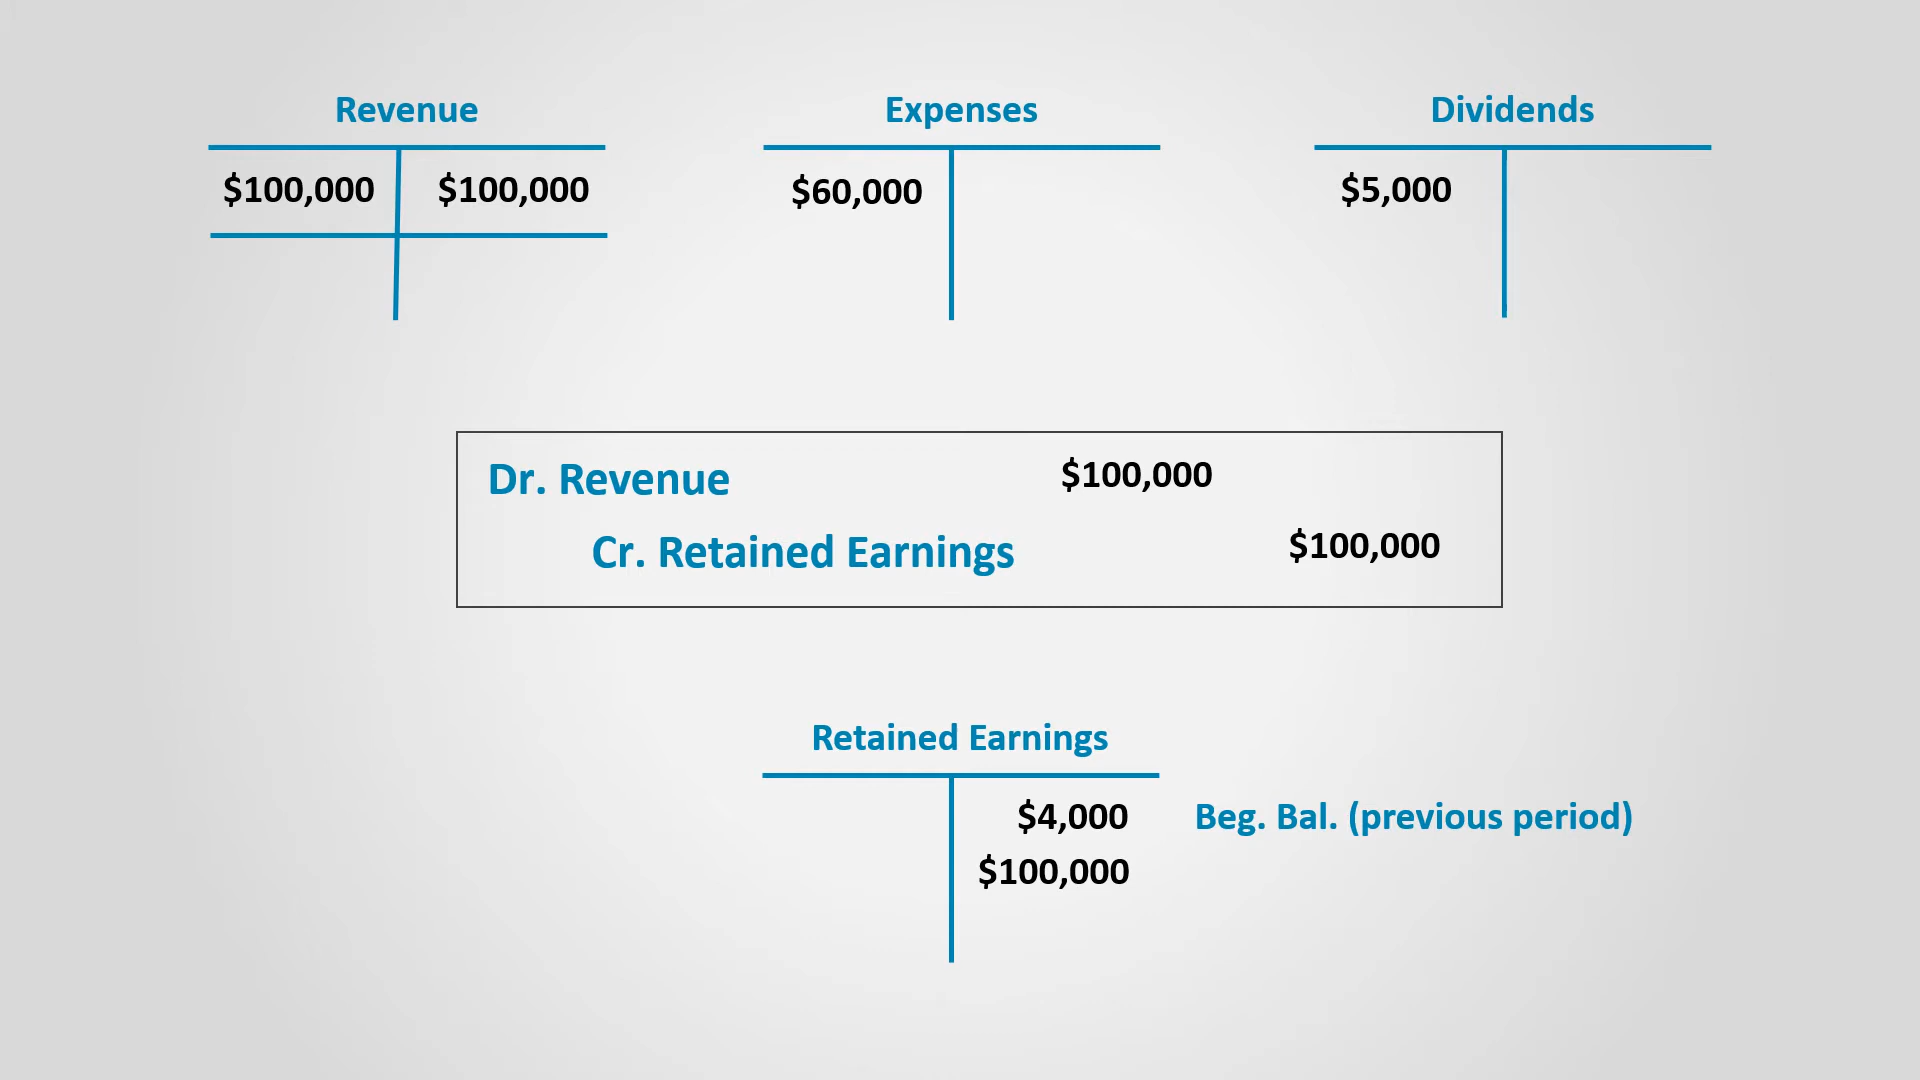 Revenue
$100,000 $100,000
Expenses
$60,000
Dividends
$5,000
Dr. Revenue $100,000
Cr. Retained Earnings $100,000
Retained Earnings
$4,000 Beg. Bal. (previous period)
$100,000